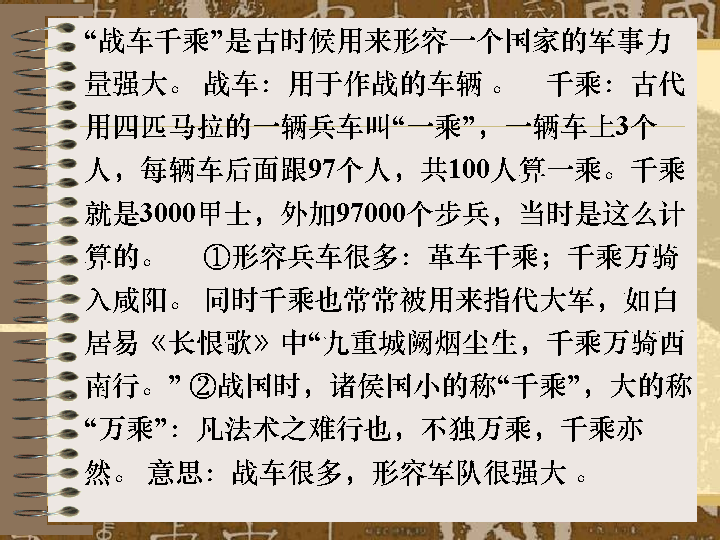 “战车千乘”是古时候用来形容一个国家的军事力
量强大。 战车：用于作战的车辆 。　千乘：古代
用四匹马拉的一辆兵车叫“一乘”，一辆车上3个
人，每辆车后面跟97个人，共100人算一乘。千乘
就是3000甲士，外加97000个步兵，当时是这么计
算的。　 ①形容兵车很多：革车千乘；千乘万骑
入咸阳。 同时千乘也常常被用来指代大军，如白
居易《长恨歌》中“九重城阙烟尘生，千乘万骑西
南行。” ②战国时，诸侯国小的称“千乘”，大的称
“万乘”：凡法术之难行也，不独万乘，千乘亦
然。 意思：战车很多，形容军队很强大 。